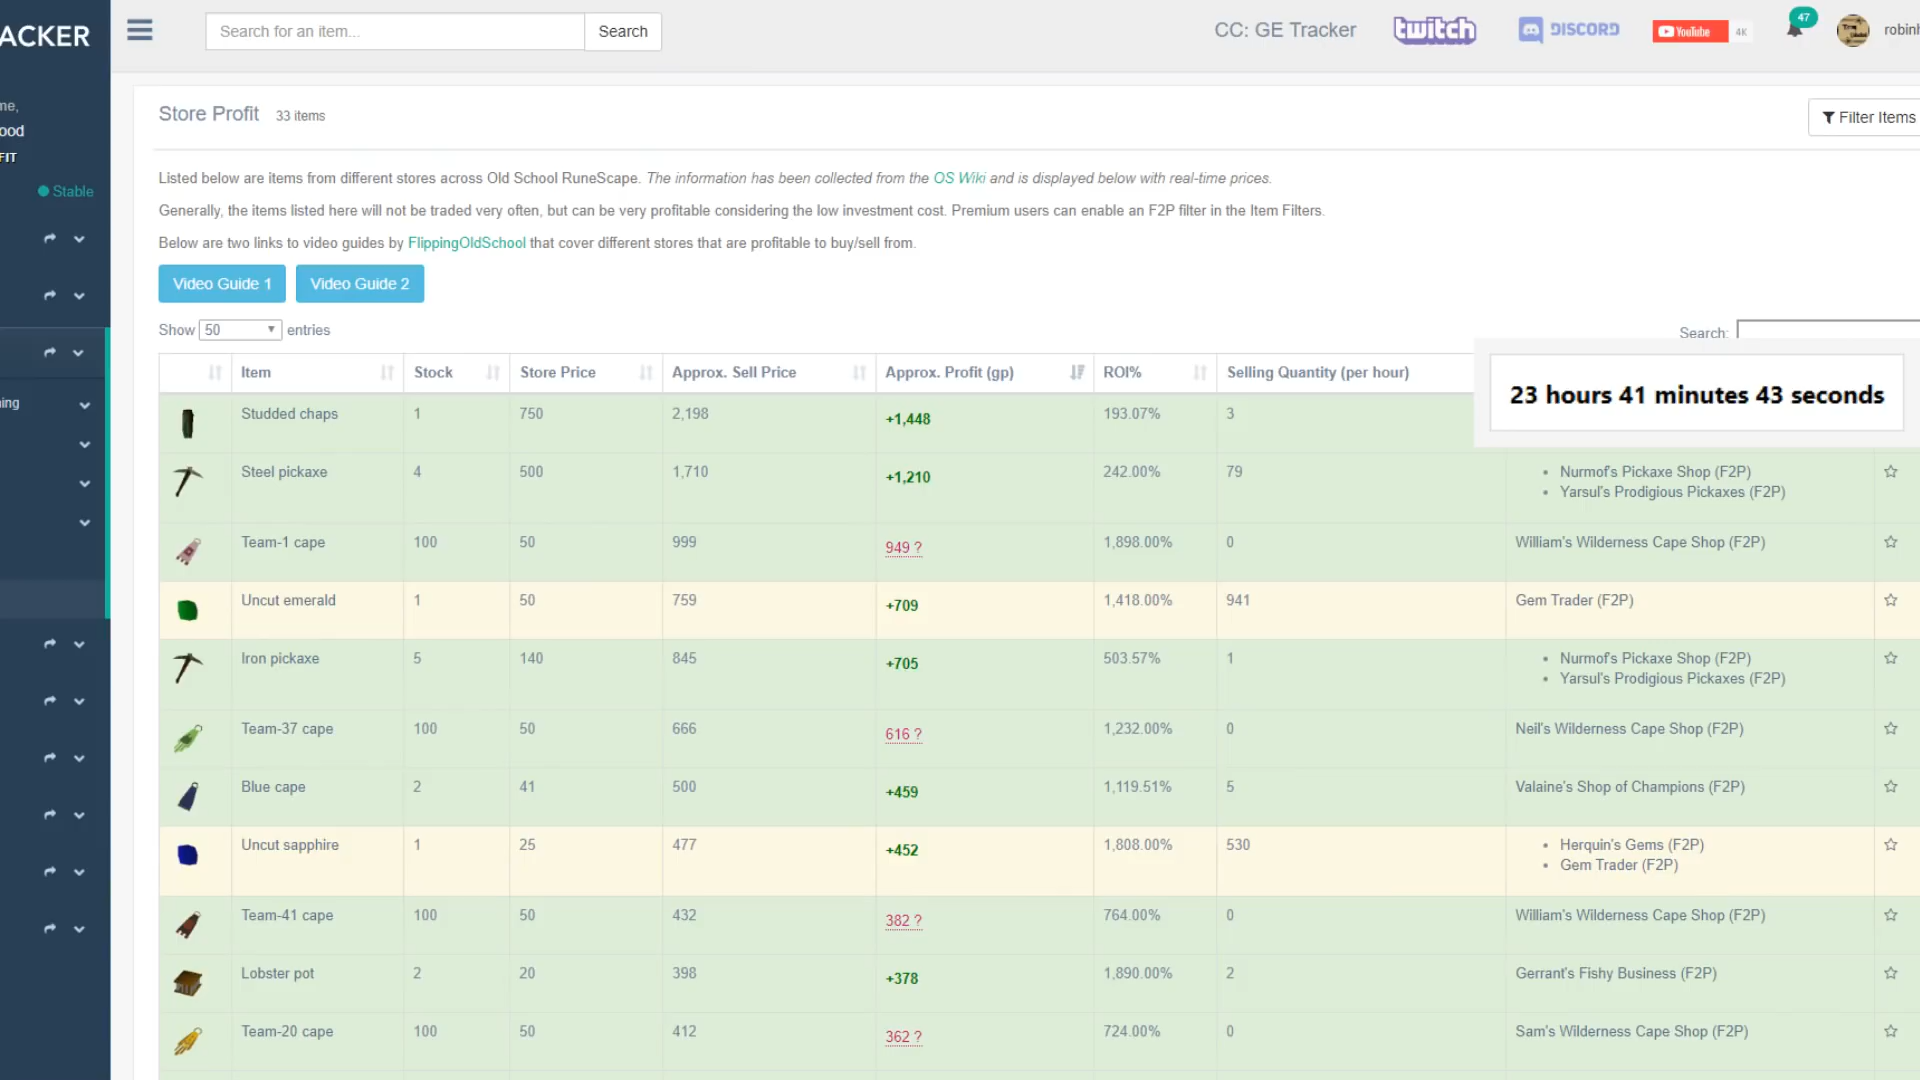 ACKER
Search for an item...
Search
CC: GE Tracker
twitch
DISCORD
YouTube
4K
47
robinh
me,
ood
FIT
Stable
ing
Store Profit 33 items
Filter Items
Listed below are items from different stores across Old School RuneScape. The information has been collected from the OS Wiki and is displayed below with real-time prices.
Generally, the items listed here will not be traded very often, but can be very profitable considering the low investment cost. Premium users can enable an F2P filter in the Item Filters.
Below are two links to video guides by FlippingOldSchool that cover different stores that are profitable to buy/sell from.
Video Guide 1 Video Guide 2
Show 50 entries
Search:
23 hours 41 minutes 43 seconds
Item Stock Store Price Approx. Sell Price Approx. Profit (gp) ROI% Selling Quantity (per hour)
Studded chaps 1 750 2,198 +1,448 193.07% 3
Steel pickaxe 4 500 1,710 +1,210 242.00% 79 Nurmof's Pickaxe Shop (F2P)
Yarsul's Prodigious Pickaxes (F2P)
Team-1 cape 100 50 999 949 ? 1,898.00% 0 William's Wilderness Cape Shop (F2P)
Uncut emerald 1 50 759 +709 1,418.00% 941 Gem Trader (F2P)
Iron pickaxe 5 140 845 +705 503.57% 1 Nurmof's Pickaxe Shop (F2P)
Yarsul's Prodigious Pickaxes (F2P)
Team-37 cape 100 50 666 616 ? 1,232.00% 0 Neil's Wilderness Cape Shop (F2P)
Blue cape 2 41 500 +459 1,119.51% 5 Valaine's Shop of Champions (F2P)
Uncut sapphire 1 25 477 +452 1,808.00% 530 Herquin's Gems (F2P)
Gem Trader (F2P)
Team-41 cape 100 50 432 382 ? 764.00% 0 William's Wilderness Cape Shop (F2P)
Lobster pot 2 20 398 +378 1,890.00% 2 Gerrant's Fishy Business (F2P)
Team-20 cape 100 50 412 362 ? 724.00% 0 Sam's Wilderness Cape Shop (F2P)